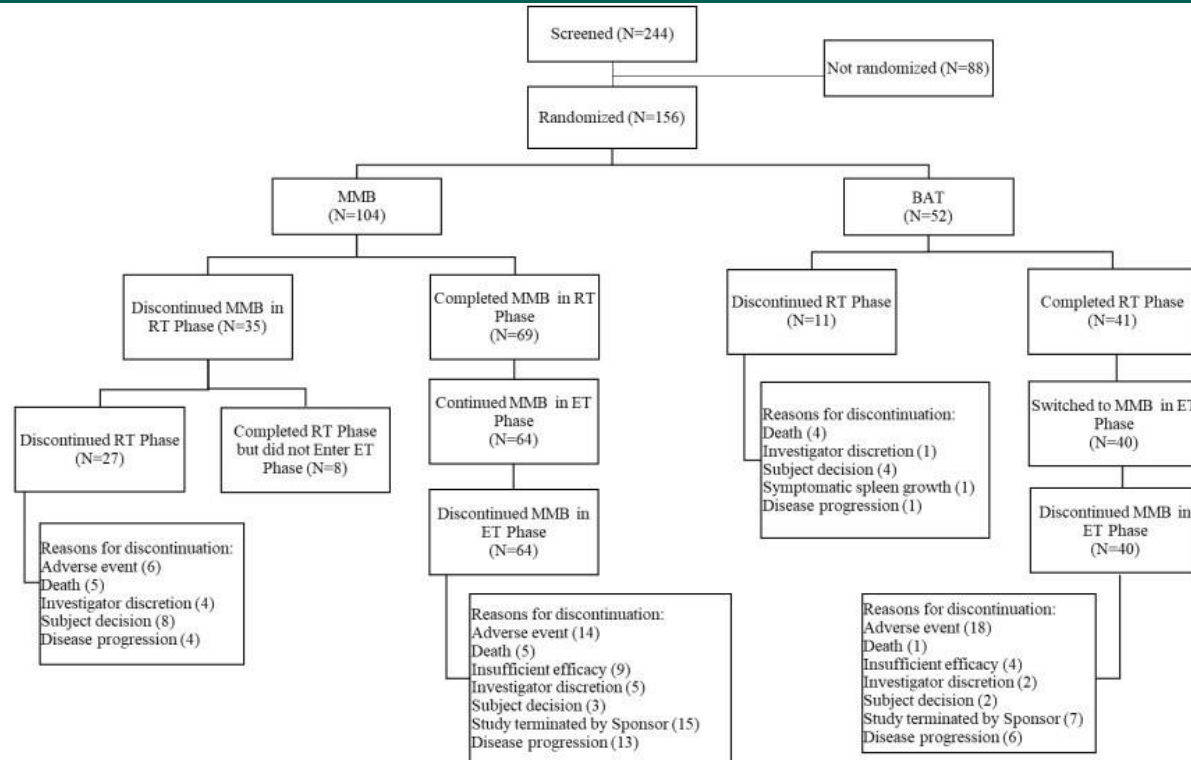 Screened (N=244)
Not randomized (N=88)
Randomized (N=156)
MMB
(N=104)
BAT
(N=52)
Discontinued MMB in
RT Phase (N=35)
Completed MMB in RT
Phase
(N=69)
Discontinued RT Phase
(N=11)
Completed RT Phase
(N=41)
Discontinued RT Phase
(N=27)
Completed RT Phase
but did not Enter ET
Phase (N=8)
Continued MMB in ET
Phase
(N=64)
Reasons for discontinuation:
Death (4)
Investigator discretion (1)
Subject decision (4)
Symptomatic spleen growth (1)
Disease progression (1)
Switched to MMB in ET
Phase
(N=40)
Reasons for discontinuation:
Adverse event (6)
Death (5)
Investigator discretion (4)
Subject decision (8)
Disease progression (4)
Discontinued MMB in
ET Phase
(N=64)
Discontinued MMB in
ET Phase
(N=40)
Reasons for discontinuation:
Adverse event (14)
Death (5)
Insufficient efficacy (9)
Investigator discretion (5)
Subject decision (3)
Study terminated by Sponsor (15)
Disease progression (13)
Reasons for discontinuation:
Adverse event (18)
Death (1)
Insufficient efficacy (4)
Investigator discretion (2)
Subject decision (2)
Study terminated by Sponsor (7)
Disease progression (6)